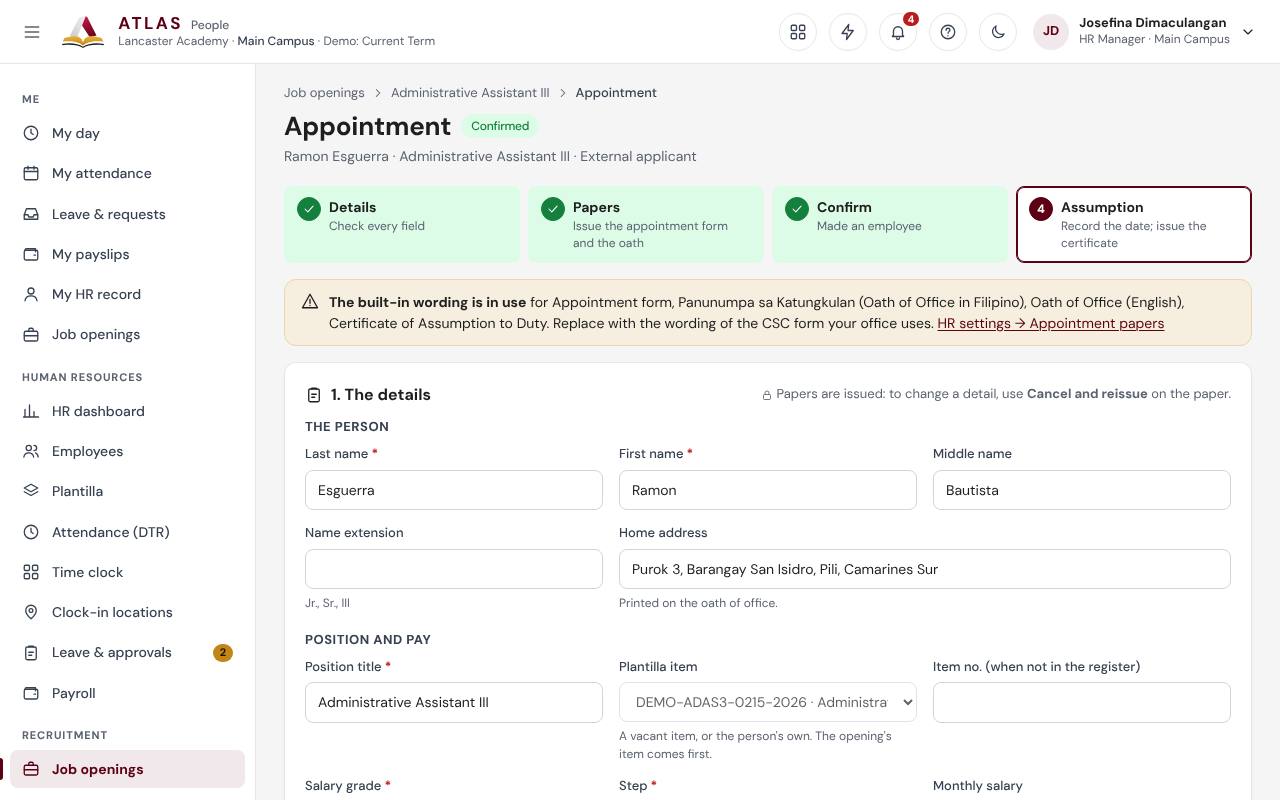 ATLAS People
Lancaster Academy · Main Campus · Demo: Current Term
4
JD
Josefina Dimaculangan
HR Manager · Main Campus
ME
My day
My attendance
Leave & requests
My payslips
My HR record
Job openings
HUMAN RESOURCES
HR dashboard
Employees
Plantilla
Attendance (DTR)
Time clock
Clock-in locations
Leave & approvals 2
Payroll
RECRUITMENT
Job openings
Job openings > Administrative Assistant III > Appointment
Appointment Confirmed
Ramon Esguerra · Administrative Assistant III · External applicant
Details
Check every field
Papers
Issue the appointment form
and the oath
Confirm
Made an employee
4 Assumption
Record the date; issue the
certificate
The built-in wording is in use for Appointment form, Panunumpa sa Katungkulan (Oath of Office in Filipino), Oath of Office (English),
Certificate of Assumption to Duty. Replace with the wording of the CSC form your office uses. HR settings → Appointment papers
1. The details
Papers are issued: to change a detail, use Cancel and reissue on the paper.
THE PERSON
Last name * First name * Middle name
Esguerra Ramon Bautista
Name extension Home address
Purok 3, Barangay San Isidro, Pili, Camarines Sur
Jr., Sr., III Printed on the oath of office.
POSITION AND PAY
Position title * Plantilla item Item no. (when not in the register)
Administrative Assistant III DEMO-ADAS3-0215-2026 · Administra
A vacant item, or the person's own. The opening's
item comes first.
Salary grade * Step * Monthly salary